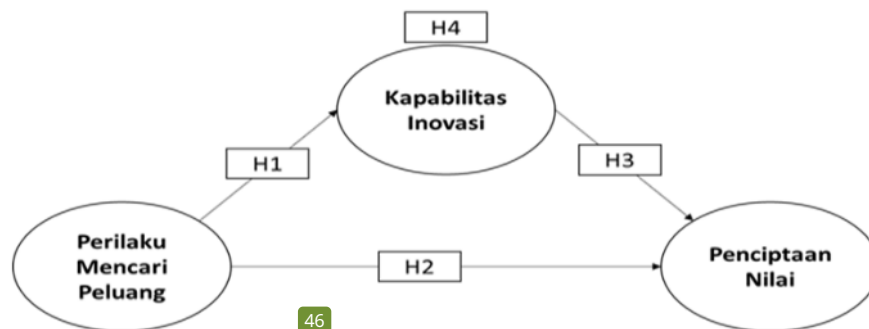 H4
Kapabilitas
Inovasi
H1
H3
Perilaku
Mencari
Peluang
H2
Penciptaan
Nilai
46